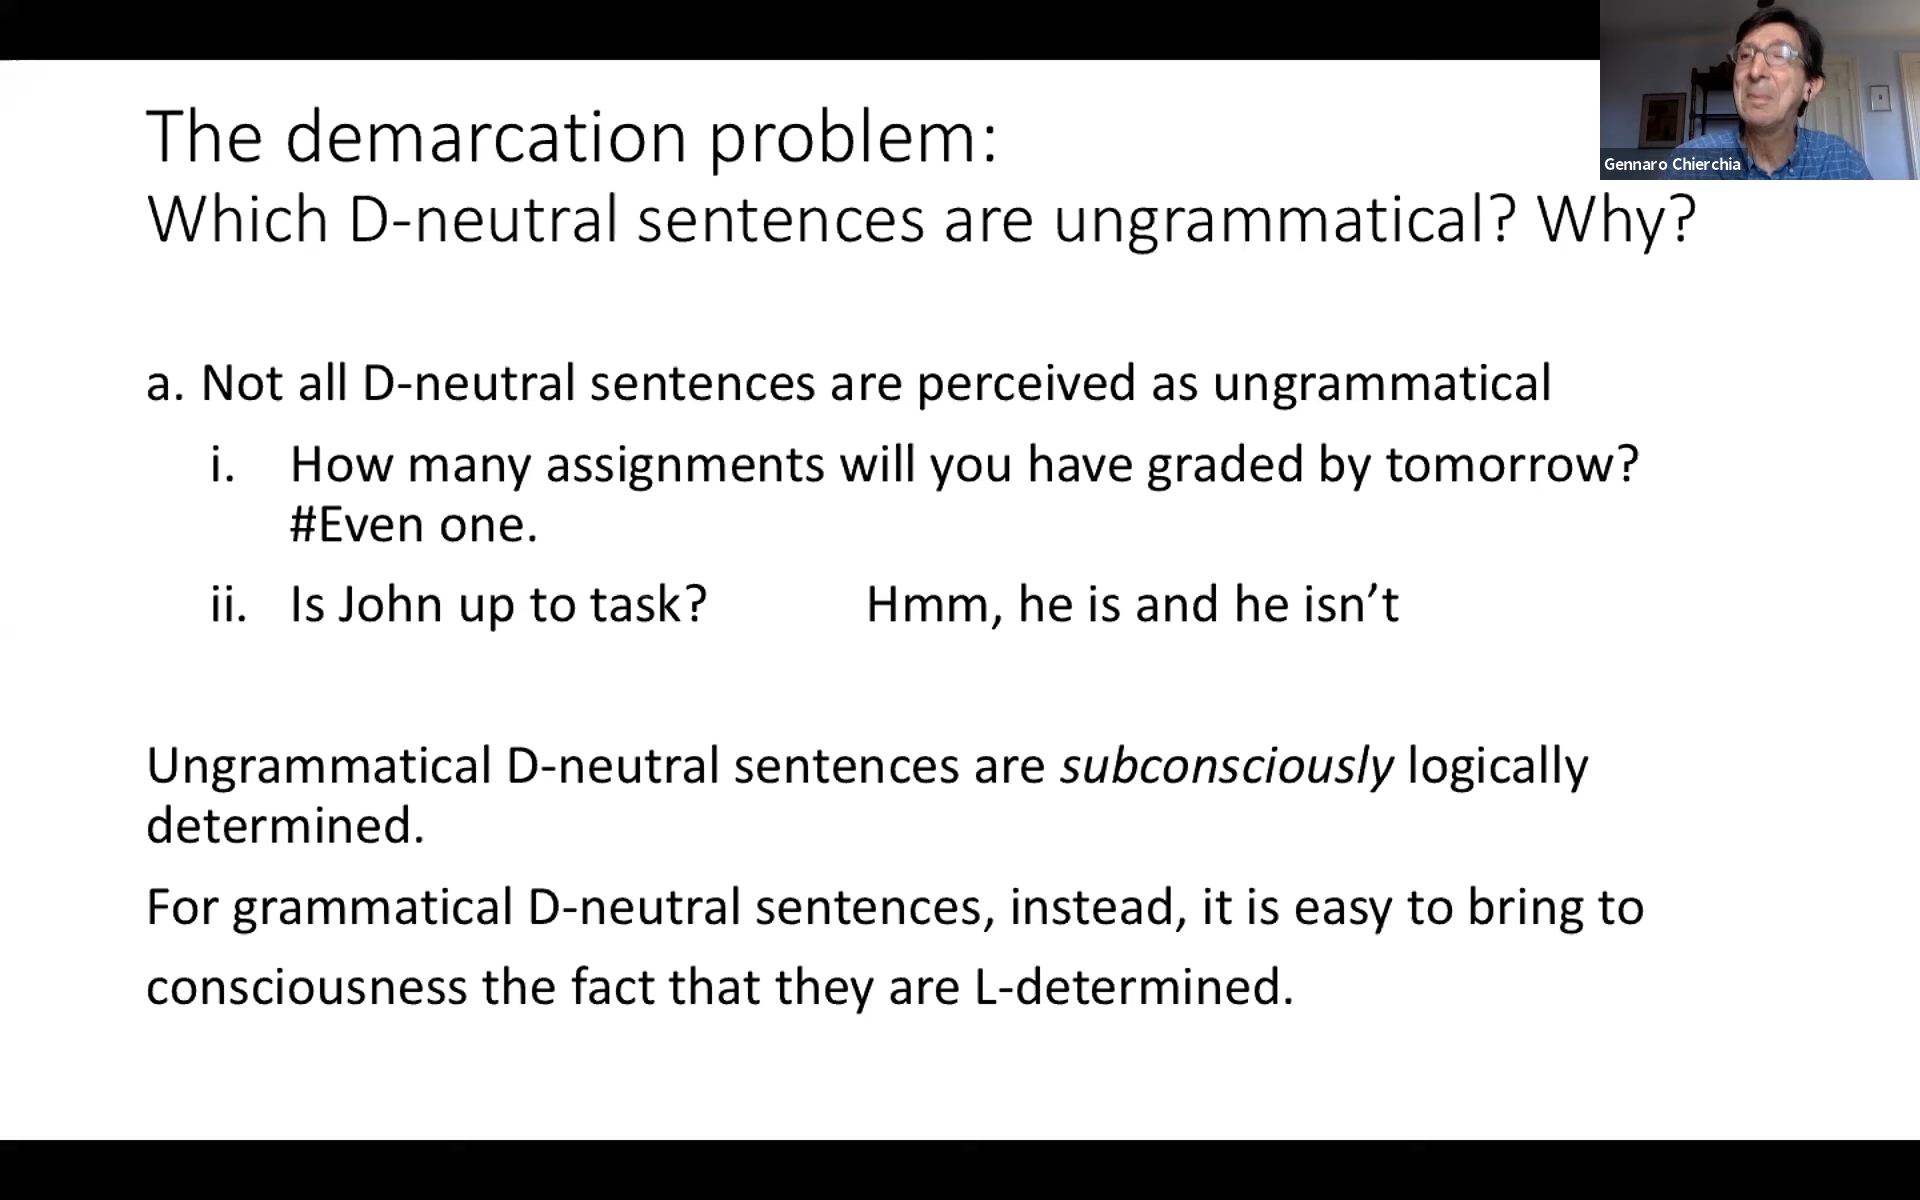 The demarcation problem:
Which D-neutral sentences are ungrammatical? Why?
Gennaro Chierchia
a. Not all D-neutral sentences are perceived as ungrammatical
i. How many assignments will you have graded by tomorrow?
#Even one.
ii. Is John up to task? Hmm, he is and he isn’t
Ungrammatical D-neutral sentences are subconsciously logically
determined.
For grammatical D-neutral sentences, instead, it is easy to bring to
consciousness the fact that they are L-determined.